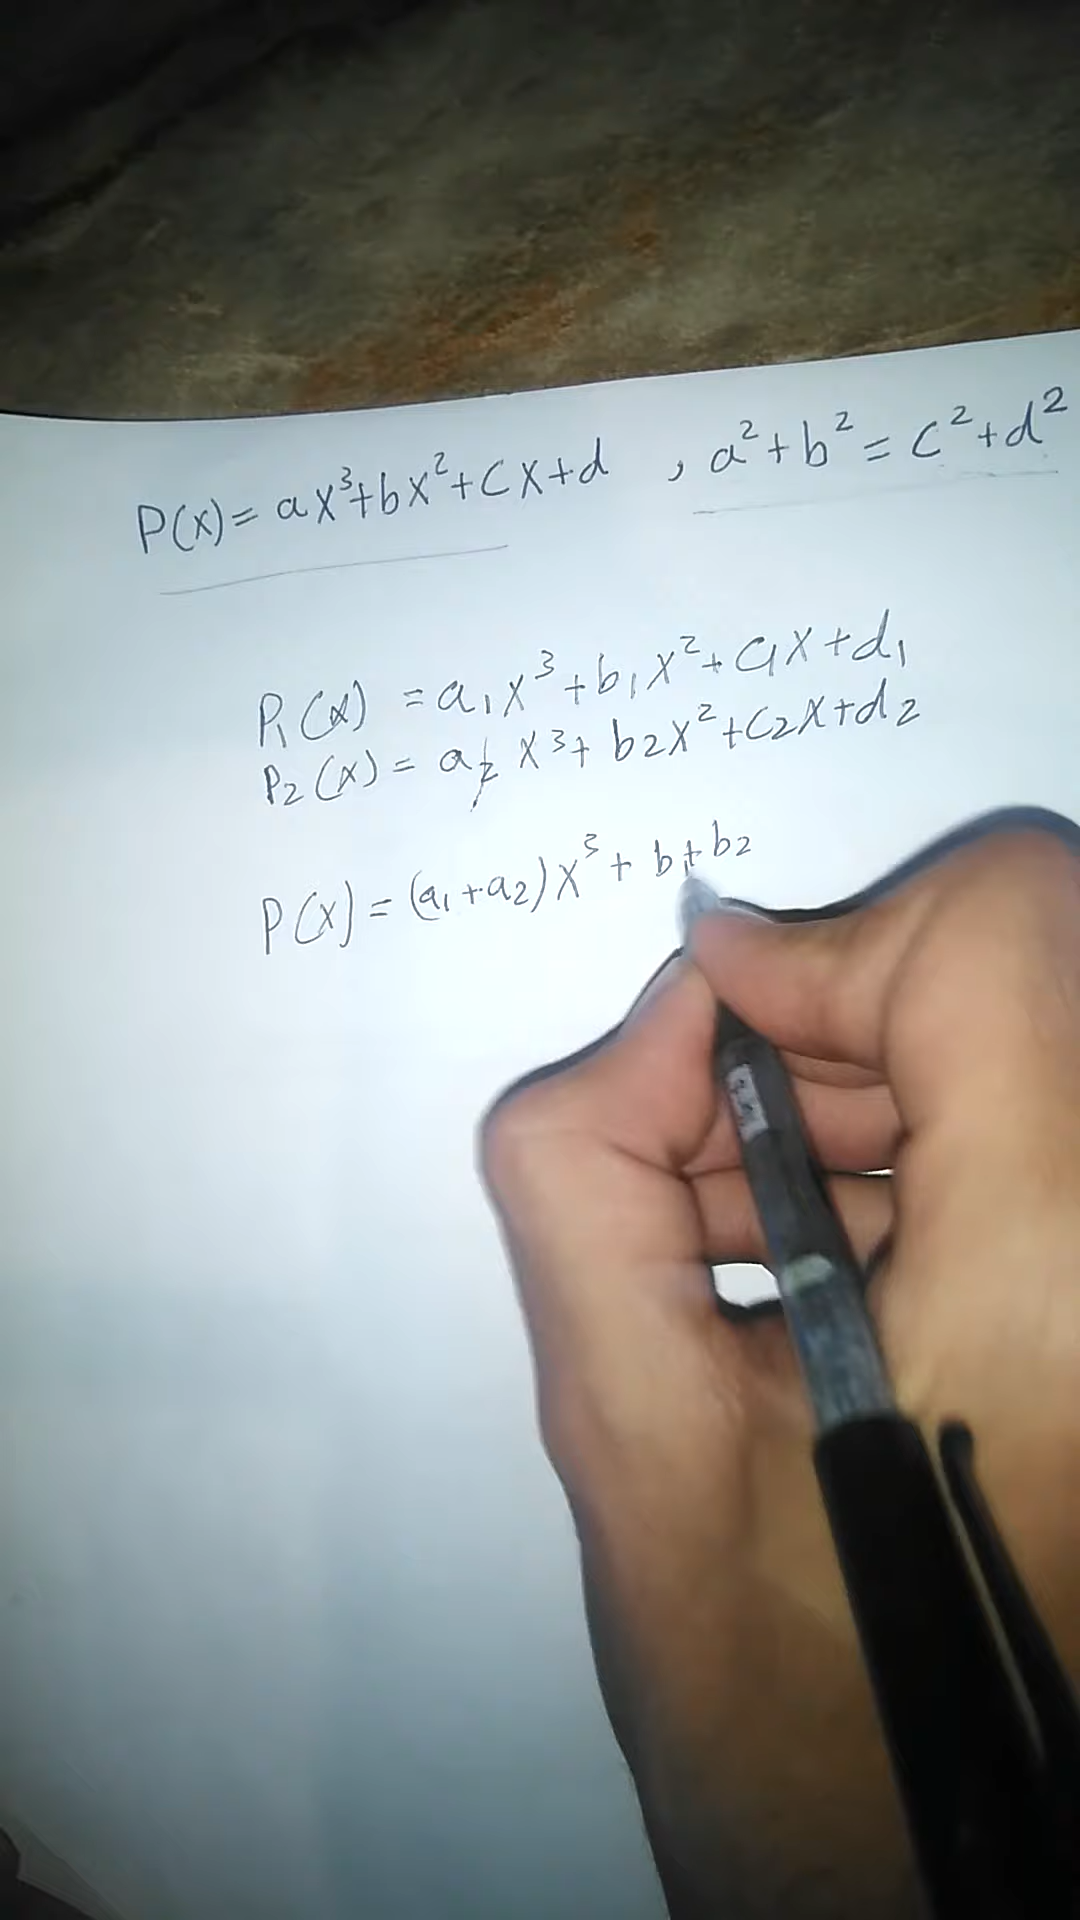 P(x) = ax³+bx²+cx+d , a²+b² = c²+d²
P₁(x) = a₁x³+b₁x²+c₁x+d₁
P₂(x) = a₂x³+b₂x²+c₂x+d₂
P(x) = (a₁+a₂)x³ + b₁+b₂